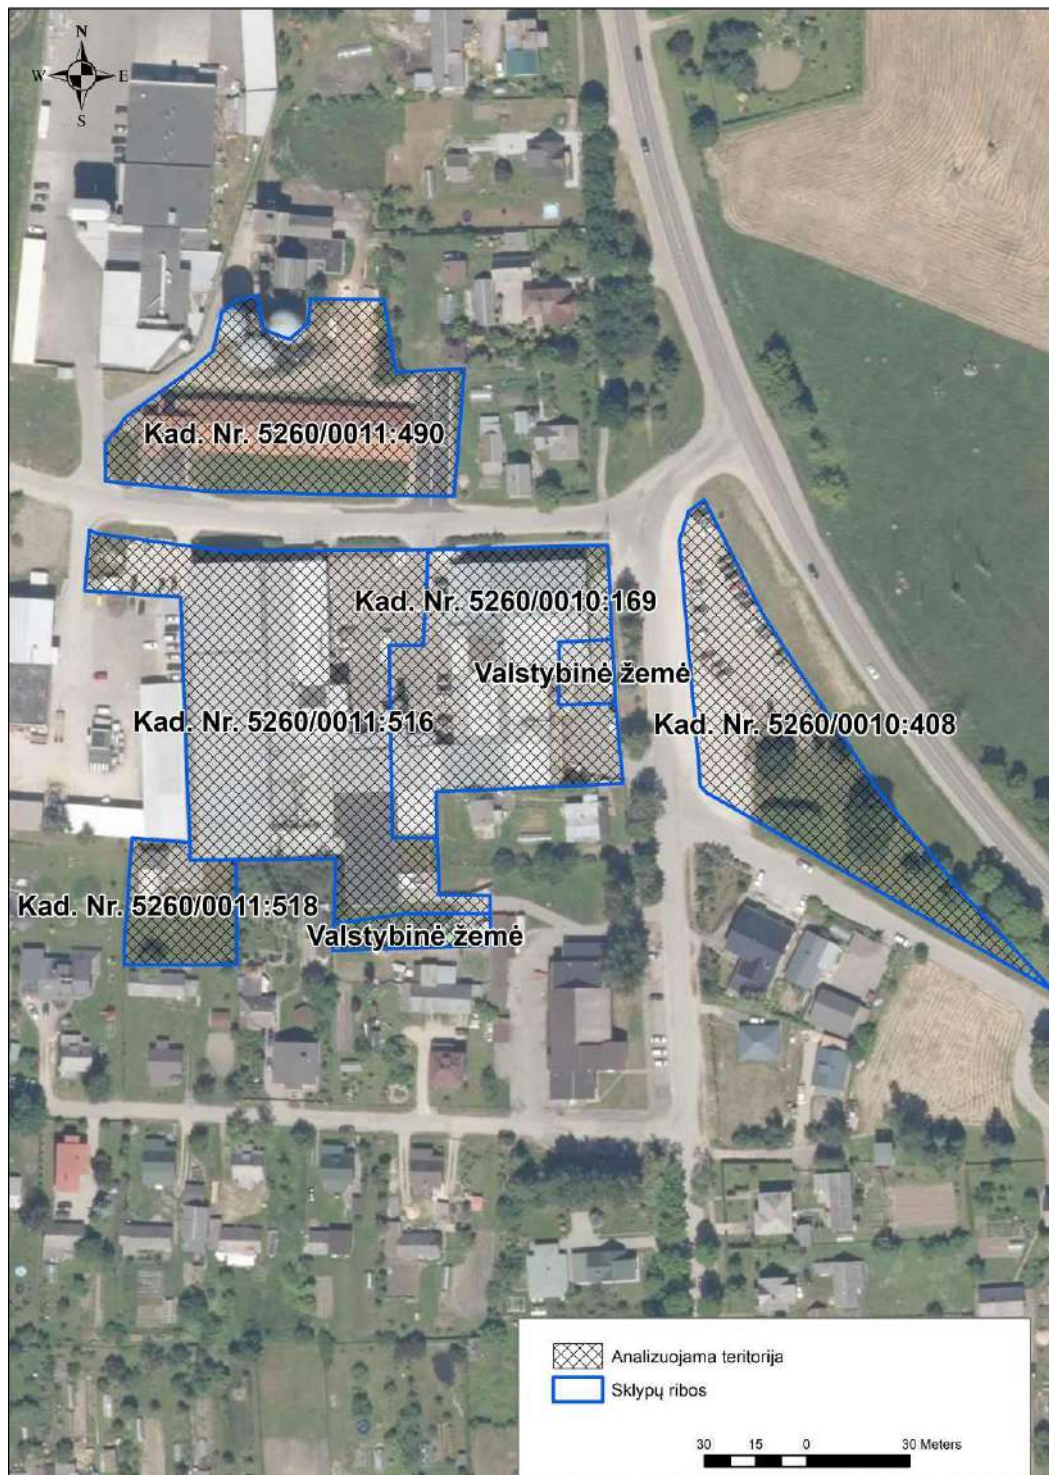 N
W E
S
Kad. Nr. 5260/0011:490
Kad. Nr. 5260/0010:169
Valstybinė žemė
Kad. Nr. 5260/0011:516
Kad. Nr. 5260/0010:408
Kad. Nr. 5260/0011:518
Valstybinė žemė
Analizuojama teritorija
Sklypų ribos
30 15 0 30 Meters